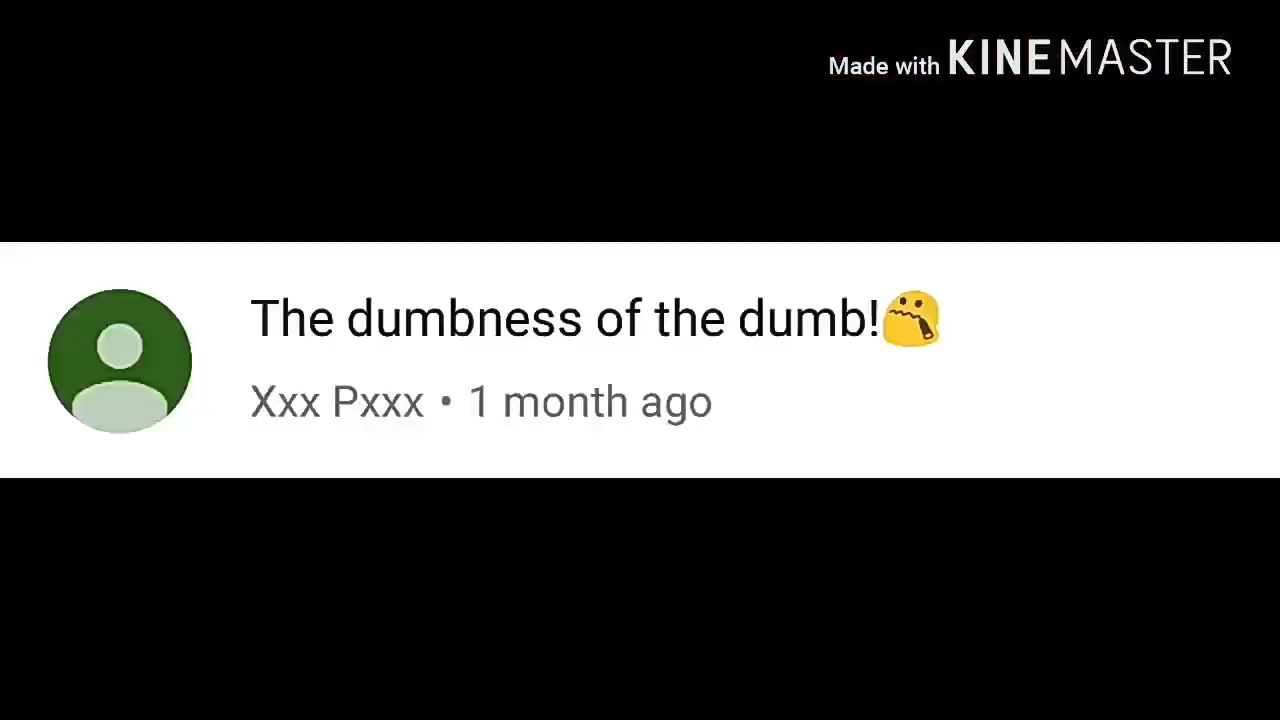 Made with KINEMASTER
The dumbness of the dumb!
Xxx Pxxx • 1 month ago